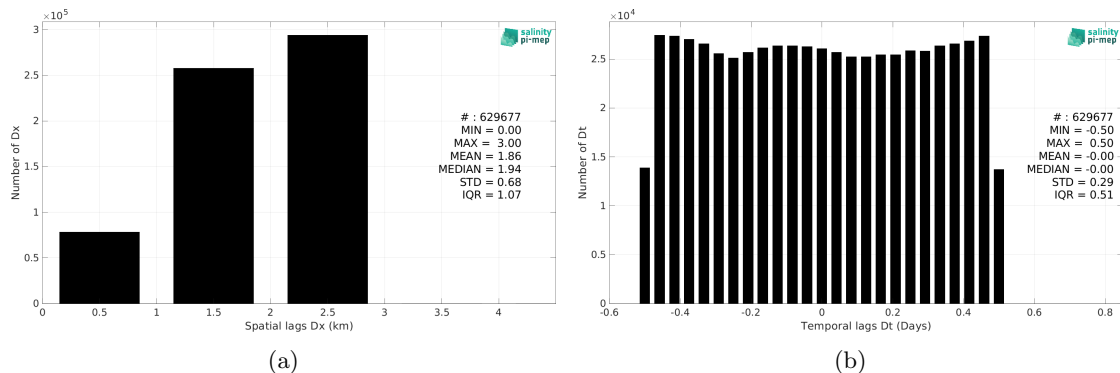 ×10⁵
3
2.5
2
1.5
1
0.5
0
Number of Dx
0 0.5 1 1.5 2 2.5 3 3.5 4
Spatial lags Dx (km)
salinity
pi-mep
# : 629677
MIN = 0.00
MAX = 3.00
MEAN = 1.86
MEDIAN = 1.94
STD = 0.68
IQR = 1.07
(a)
×10⁴
2.5
2
1.5
1
0.5
0
Number of Dt
-0.6 -0.4 -0.2 0 0.2 0.4 0.6 0.8
Temporal lags Dt (Days)
salinity
pi-mep
# : 629677
MIN = -0.50
MAX = 0.50
MEAN = -0.00
MEDIAN = -0.00
STD = 0.29
IQR = 0.51
(b)